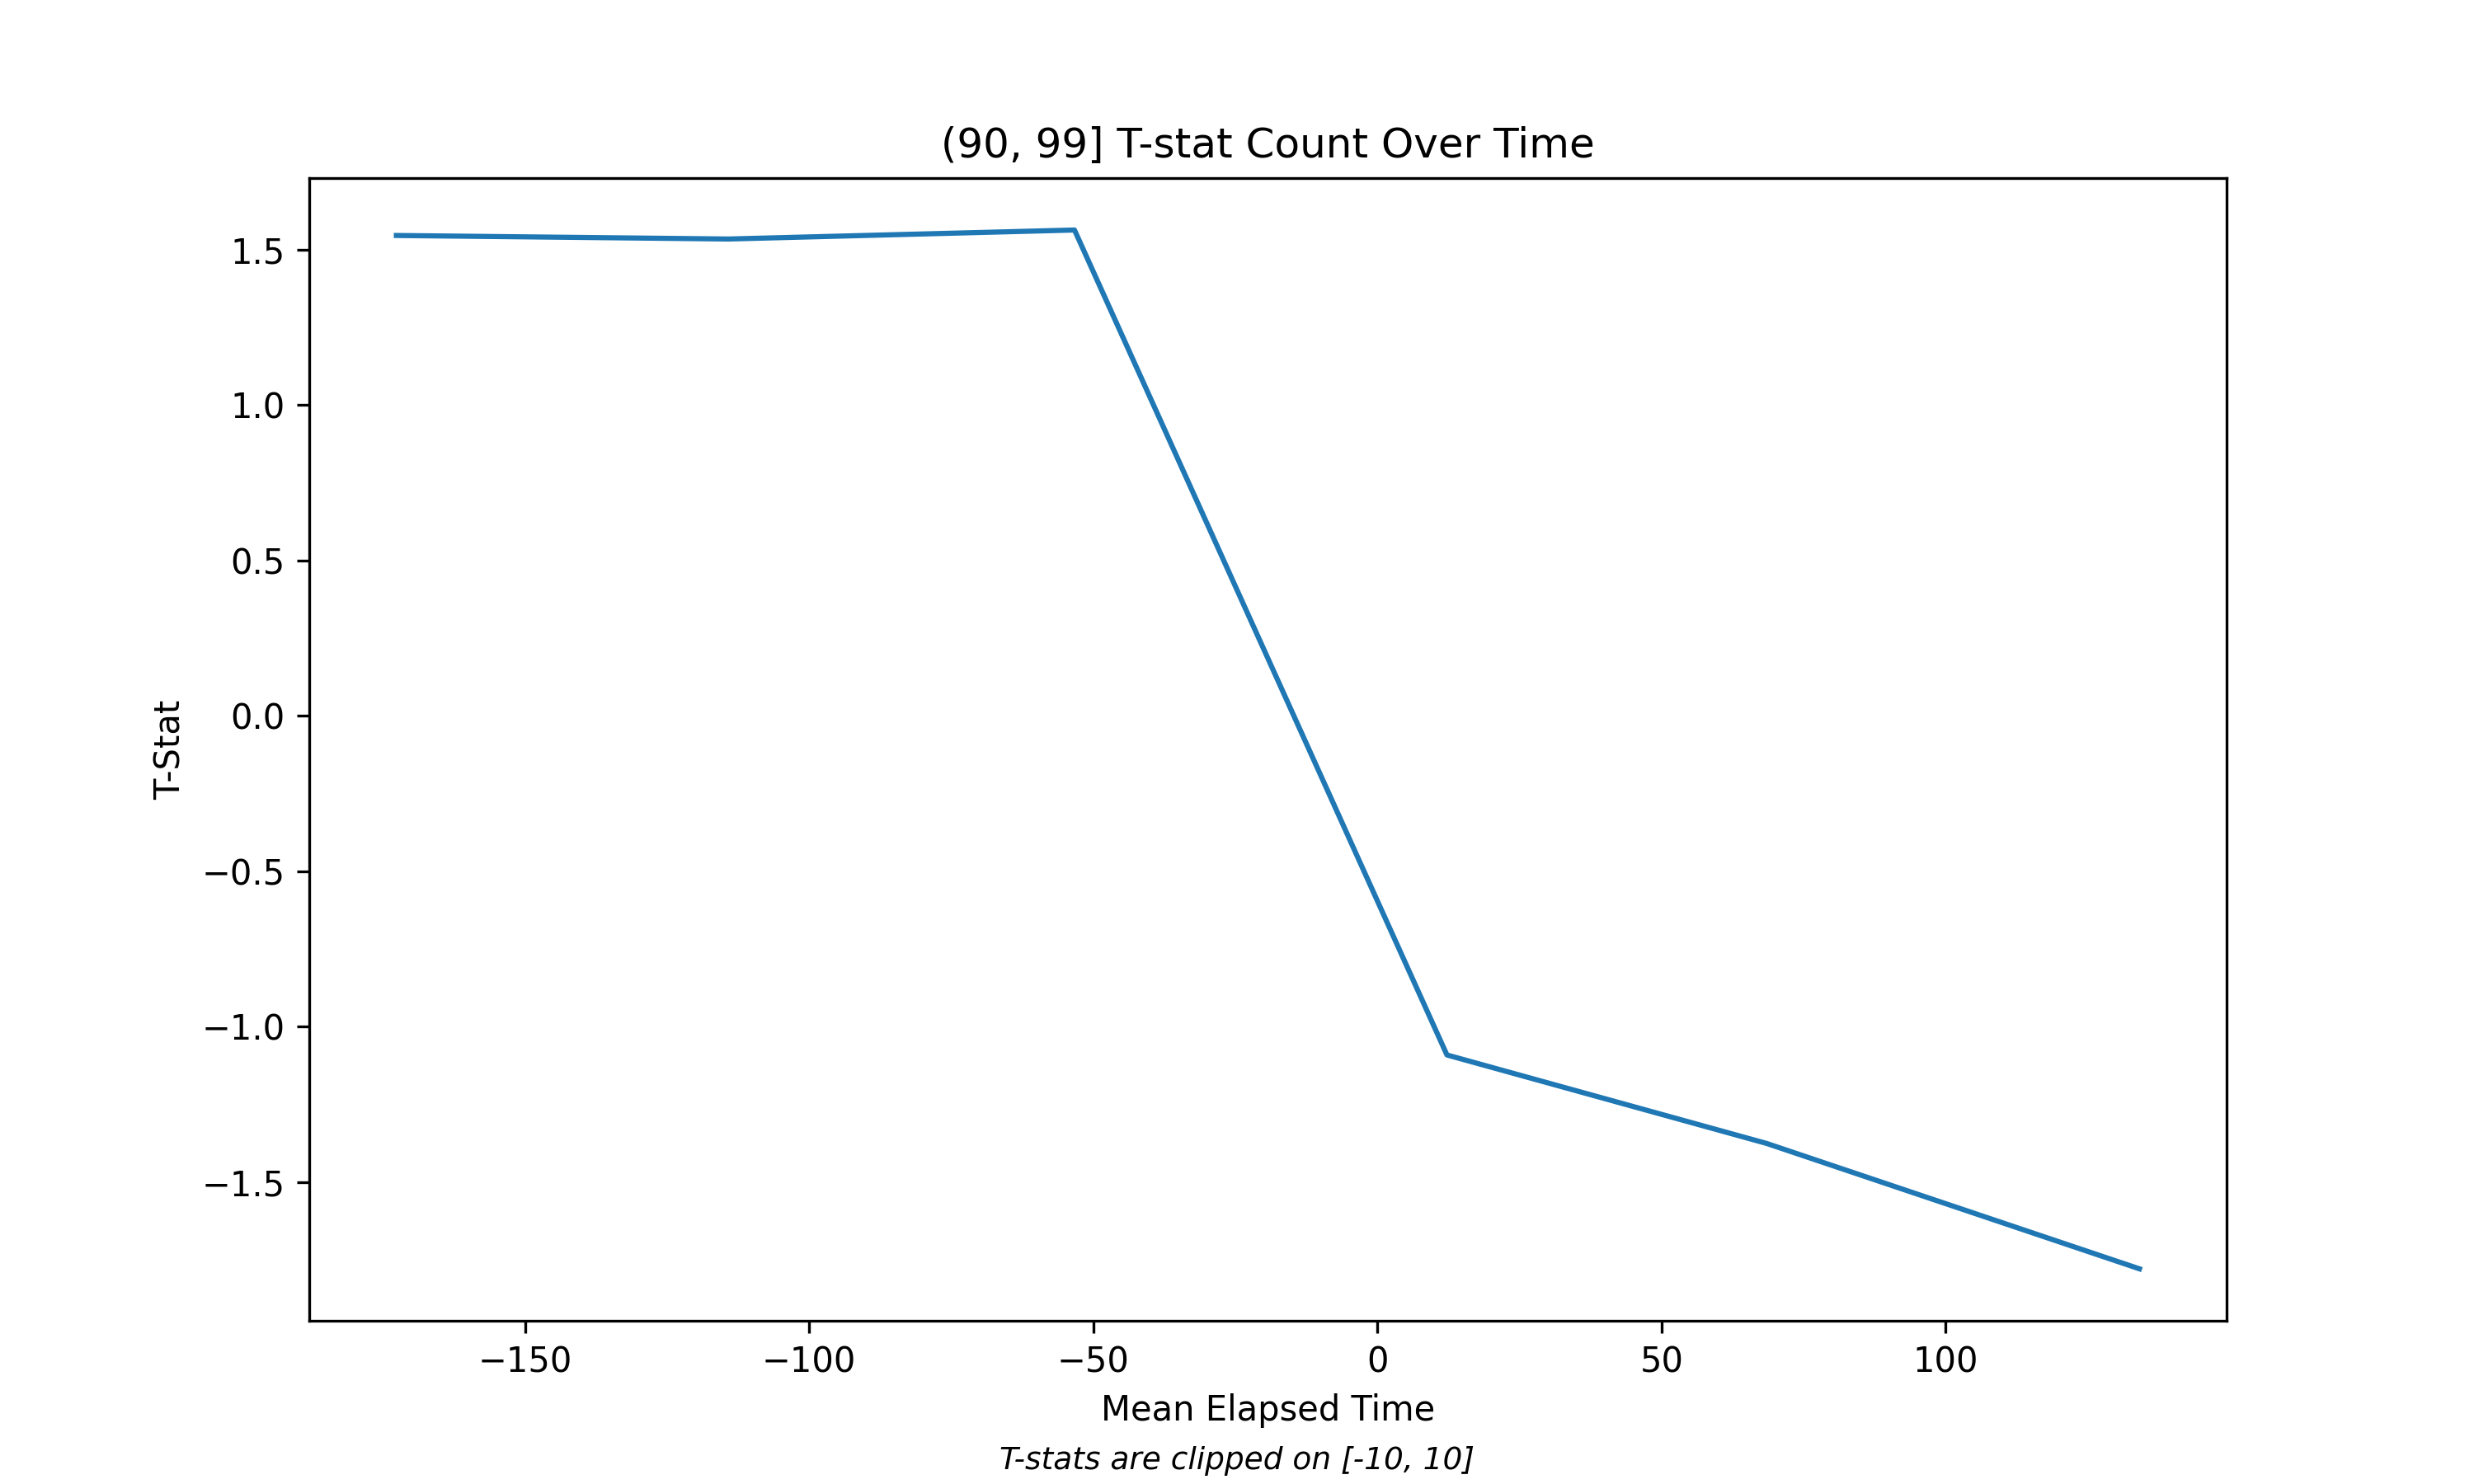 (90, 99] T-stat Count Over Time
1.5
1.0
0.5
0.0
−0.5
−1.0
−1.5
T-Stat
−150 −100 −50 0 50 100
Mean Elapsed Time
T-stats are clipped on [-10, 10]